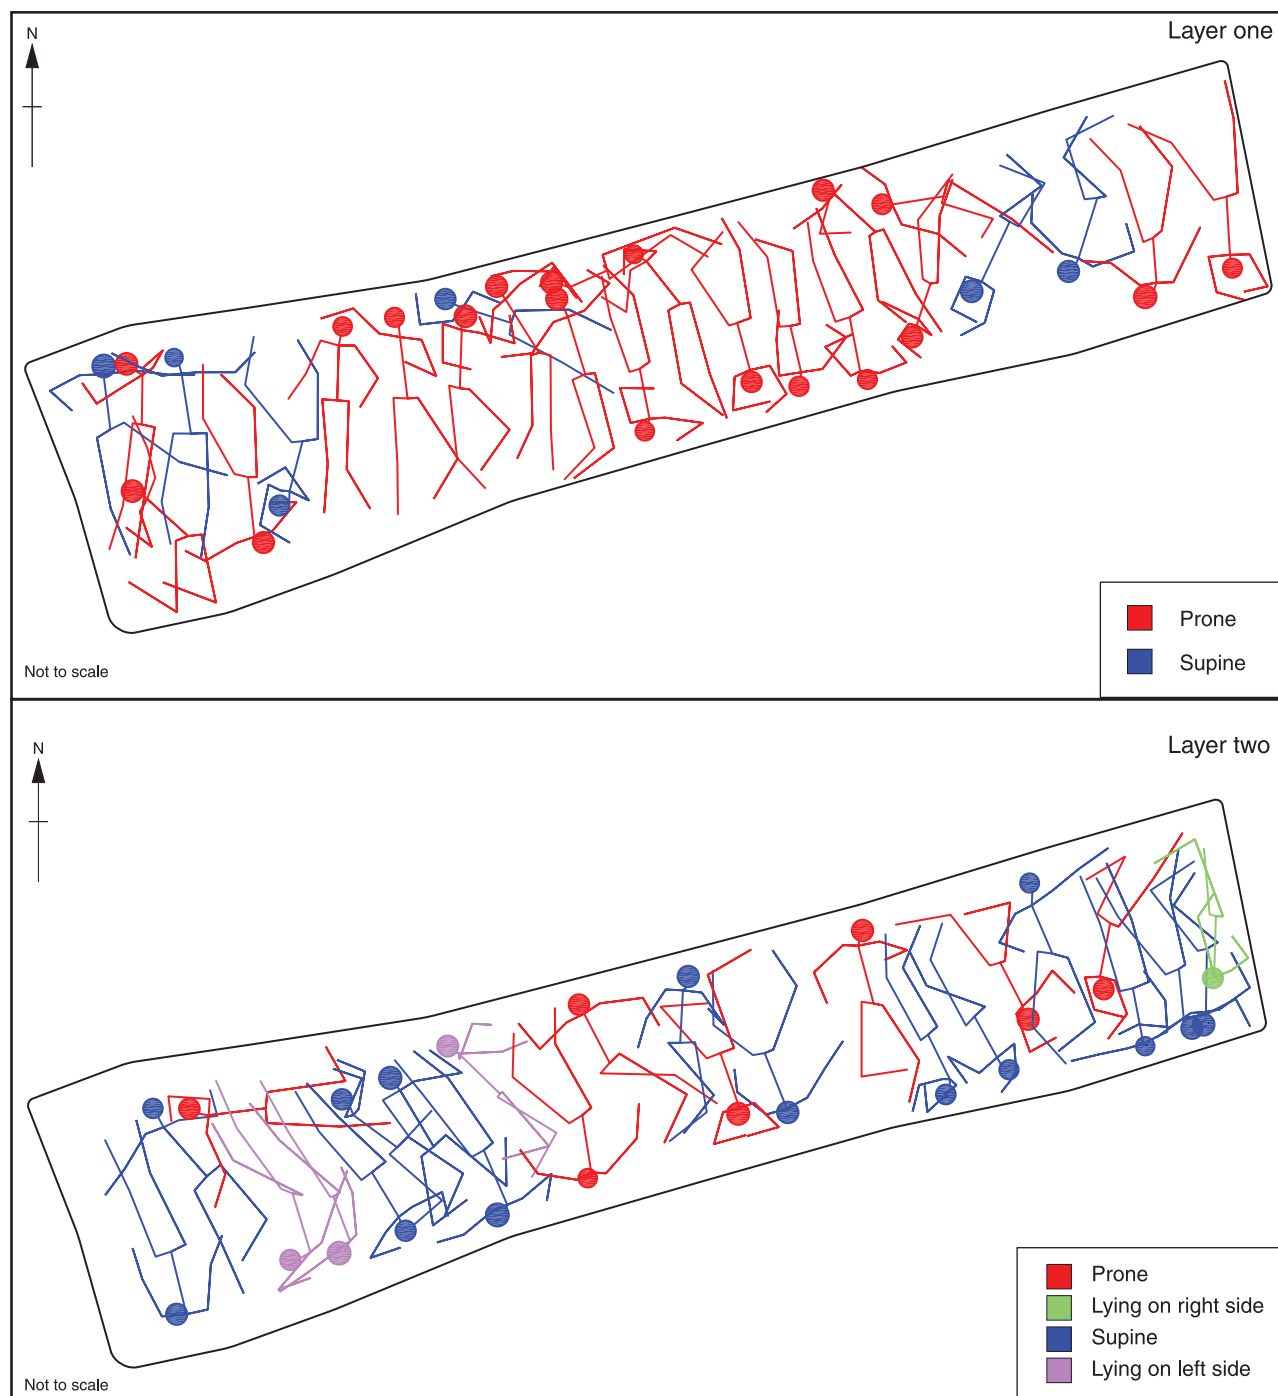 N
Layer one
Prone
Supine
Not to scale
N
Layer two
Prone
Lying on right side
Supine
Lying on left side
Not to scale